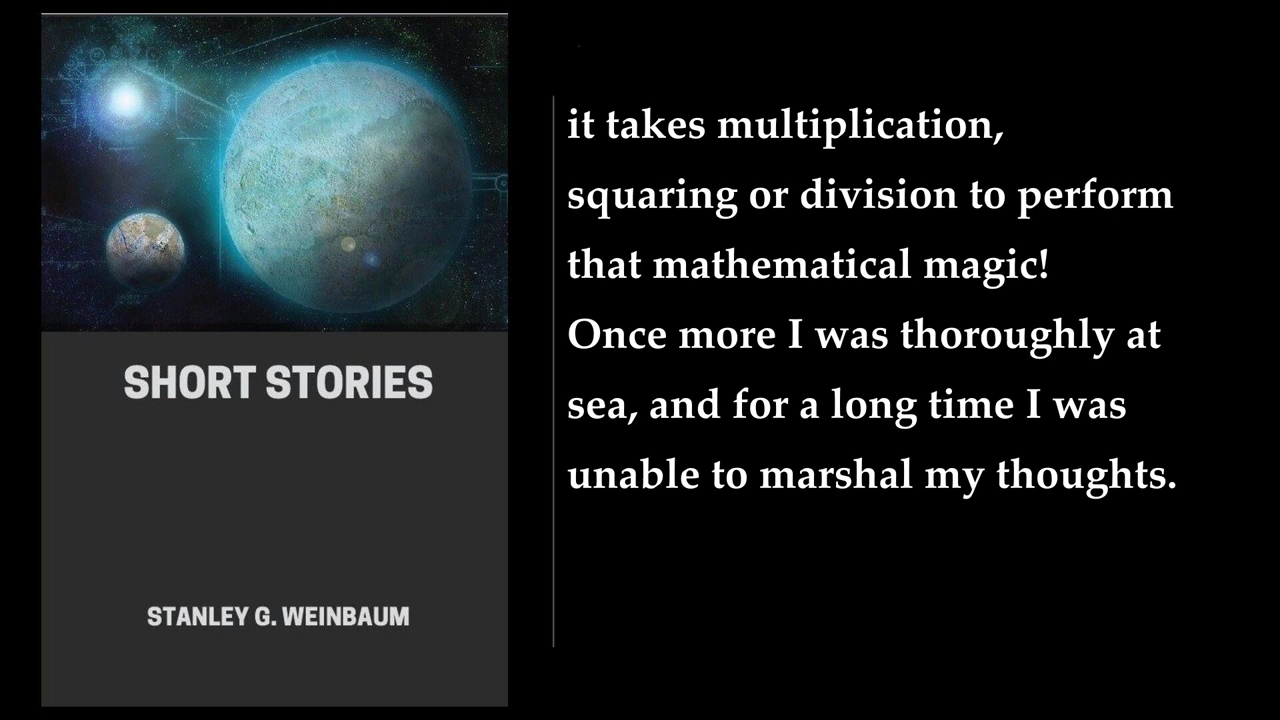 SHORT STORIES
STANLEY G. WEINBAUM
it takes multiplication,
squaring or division to perform
that mathematical magic!
Once more I was thoroughly at
sea, and for a long time I was
unable to marshal my thoughts.